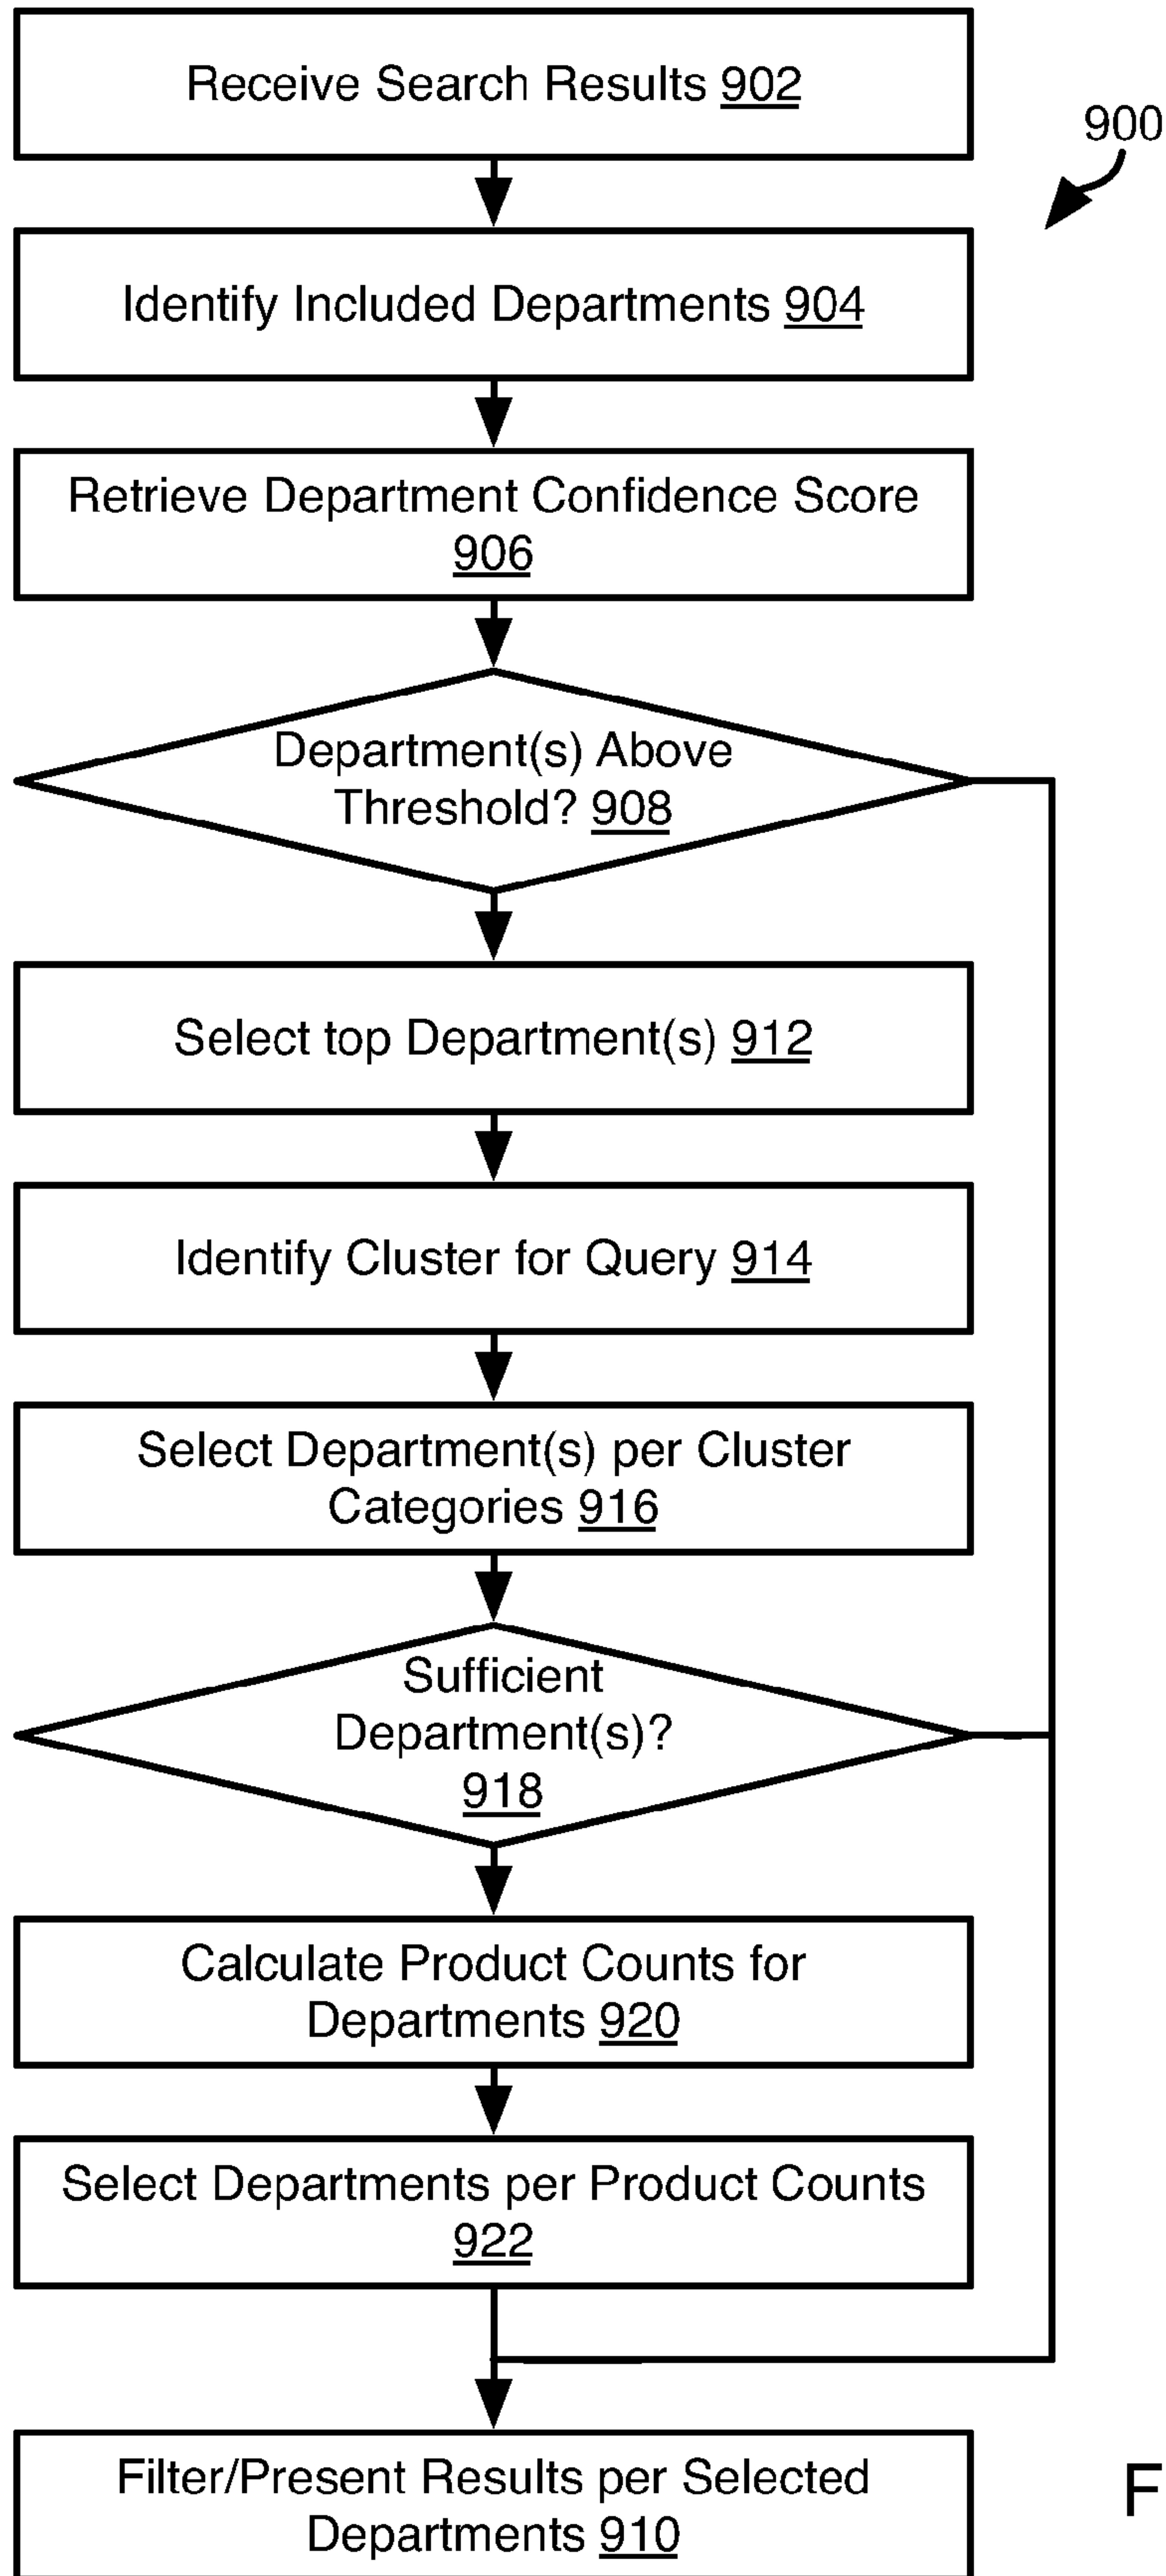 Receive Search Results 902
900
Identify Included Departments 904
Retrieve Department Confidence Score
906
Department(s) Above
Threshold? 908
Select top Department(s) 912
Identify Cluster for Query 914
Select Department(s) per Cluster
Categories 916
Sufficient
Department(s)?
918
Calculate Product Counts for
Departments 920
Select Departments per Product Counts
922
Filter/Present Results per Selected
Departments 910
F